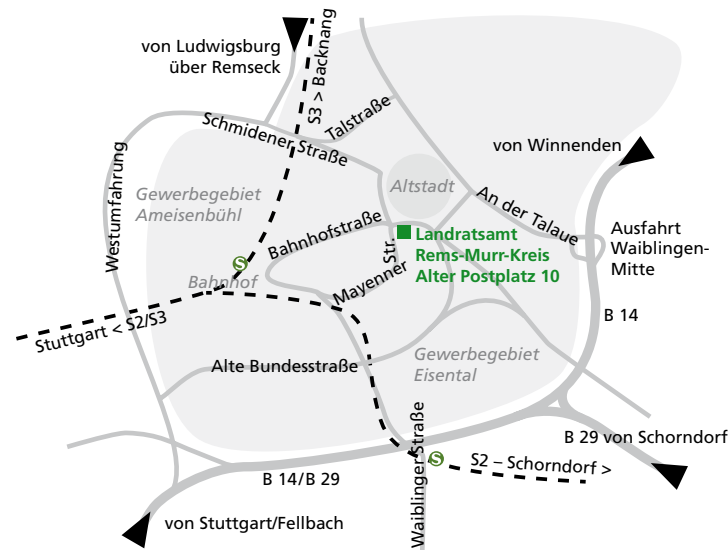 von Ludwigsburg
über Remseck
S3 > Backnang
Talstraße
Schmidener Straße
von Winnenden
Westumfahrung
Gewerbegebiet
Ameisenbühl
Altstadt
An der Talaue
Ausfahrt
Waiblingen-
Mitte
Bahnhofstraße
Mayenner
Str.
Landratsamt
Rems-Murr-Kreis
Alter Postplatz 10
S
Bahnhof
Stuttgart < S2/S3
B 14
Alte Bundesstraße
Gewerbegebiet
Eisental
Waiblinger Straße
B 29 von Schorndorf
S
S2 – Schorndorf >
B 14/B 29
von Stuttgart/Fellbach